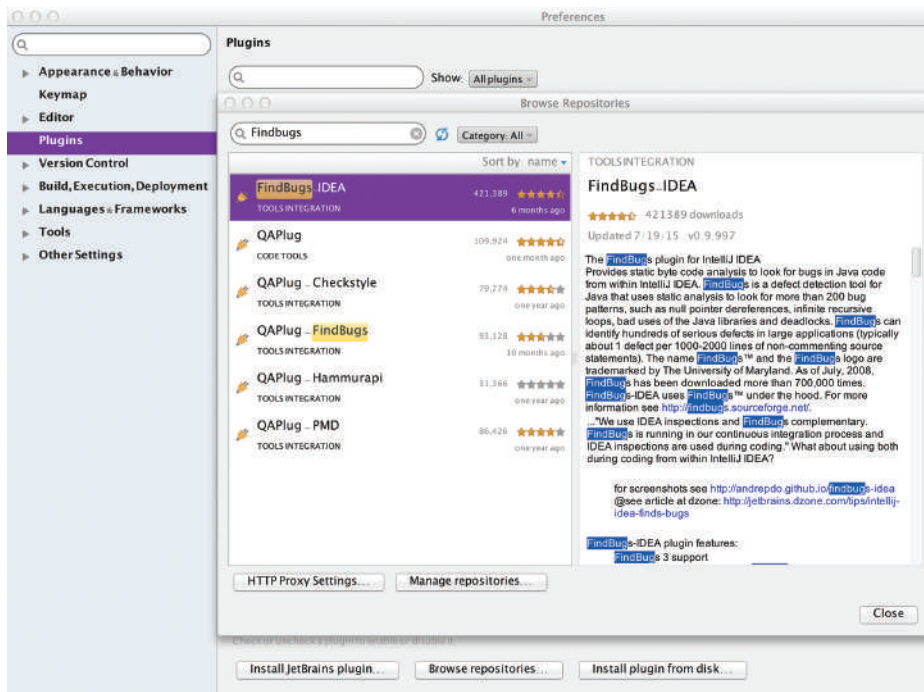 Preferences
Plugins
Appearance & Behavior
Keymap
Editor
Plugins
Version Control
Build, Execution, Deployment
Languages & Frameworks
Tools
Other Settings
Show: All plugins
Browse Repositories
Findbugs
Category: All
Sort by: name
FindBugs-IDEA
421,389
TOOLS INTEGRATION
6 months ago
QAPlug
109,924
CODE TOOLS
one month ago
QAPlug - Checkstyle
79,274
TOOLS INTEGRATION
one year ago
QAPlug - FindBugs
93,128
TOOLS INTEGRATION
10 months ago
QAPlug - Hammurapi
31,366
TOOLS INTEGRATION
one year ago
QAPlug - PMD
86,426
TOOLS INTEGRATION
one year ago
TOOLS INTEGRATION
FindBugs-IDEA
421389 downloads
Updated 7/19/15 v0.9.997
The FindBugs plugin for IntelliJ IDEA
Provides static byte code analysis to look for bugs in Java code
from within IntelliJ IDEA. FindBugs is a defect detection tool for
Java that uses static analysis to look for more than 200 bug
patterns, such as null pointer dereferences, infinite recursive
loops, bad uses of the Java libraries and deadlocks. FindBugs can
identify hundreds of serious defects in large applications (typically
about 1 defect per 1000-2000 lines of non-commenting source
statements). The name FindBugs™ and the FindBugs logo are
trademarked by The University of Maryland. As of July, 2008,
FindBugs has been downloaded more than 700,000 times.
FindBugs-IDEA uses FindBugs™ under the hood. For more
information see http://findbugs.sourceforge.net/.
..."We use IDEA inspections and FindBugs complementary.
FindBugs is running in our continuous integration process and
IDEA inspections are used during coding." What about using both
during coding from within IntelliJ IDEA?
for screenshots see http://andrepdo.github.io/findbugs-idea
@see article at dzone: http://jetbrains.dzone.com/tips/intellij-
idea-finds-bugs
FindBugs-IDEA plugin features:
FindBugs 3 support
HTTP Proxy Settings...
Manage repositories...
Close
Check or uncheck a plugin to enable or disable it.
Install JetBrains plugin...
Browse repositories...
Install plugin from disk...